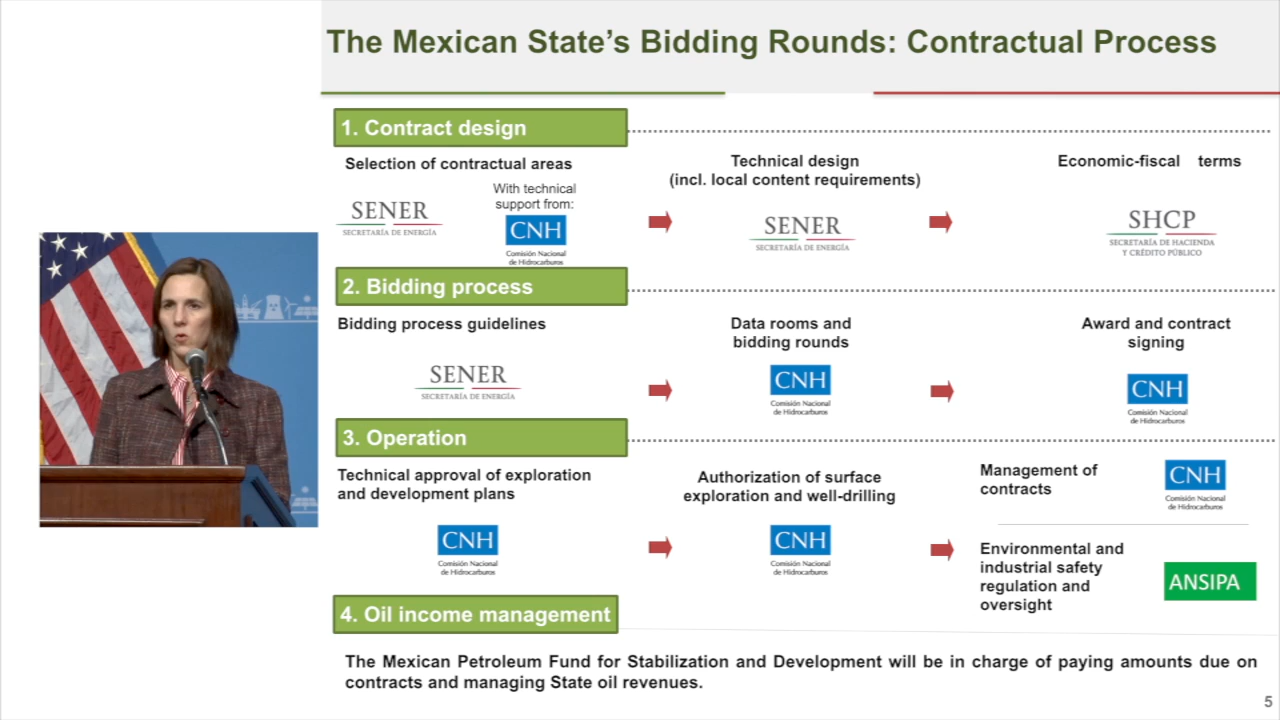 The Mexican State’s Bidding Rounds: Contractual Process
1. Contract design
Selection of contractual areas
SENER
SECRETARÍA DE ENERGÍA
With technical
support from:
CNH
Comisión Nacional
de Hidrocarburos
Technical design
(incl. local content requirements)
SENER
SECRETARÍA DE ENERGÍA
Economic-fiscal terms
SHCP
SECRETARÍA DE HACIENDA
Y CRÉDITO PÚBLICO
2. Bidding process
Bidding process guidelines
SENER
SECRETARÍA DE ENERGÍA
Data rooms and
bidding rounds
CNH
Comisión Nacional
de Hidrocarburos
Award and contract
signing
CNH
Comisión Nacional
de Hidrocarburos
3. Operation
Technical approval of exploration
and development plans
CNH
Comisión Nacional
de Hidrocarburos
Authorization of surface
exploration and well-drilling
CNH
Comisión Nacional
de Hidrocarburos
Management of
contracts
CNH
Comisión Nacional
de Hidrocarburos
Environmental and
industrial safety
regulation and
oversight
ANSIPA
4. Oil income management
The Mexican Petroleum Fund for Stabilization and Development will be in charge of paying amounts due on
contracts and managing State oil revenues.
5